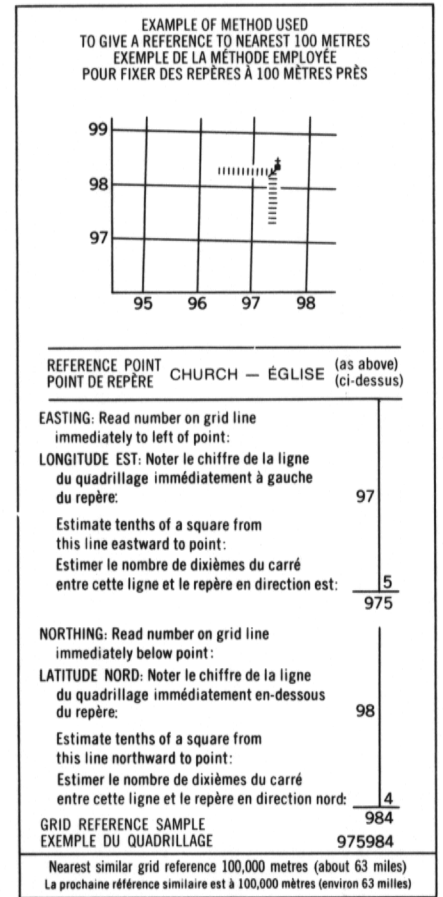 EXAMPLE OF METHOD USED
TO GIVE A REFERENCE TO NEAREST 100 METRES
EXEMPLE DE LA MÉTHODE EMPLOYÉE
POUR FIXER DES REPÈRES À 100 MÈTRES PRÈS
99
98
97
95 96 97 98
REFERENCE POINT
POINT DE REPÈRE
CHURCH — ÉGLISE
(as above)
(ci-dessus)
EASTING: Read number on grid line
immediately to left of point:
LONGITUDE EST: Noter le chiffre de la ligne
du quadrillage immédiatement à gauche
du repère: 97
Estimate tenths of a square from
this line eastward to point:
Estimer le nombre de dixièmes du carré
entre cette ligne et le repère en direction est: 5
975
NORTHING: Read number on grid line
immediately below point:
LATITUDE NORD: Noter le chiffre de la ligne
du quadrillage immédiatement en-dessous
du repère: 98
Estimate tenths of a square from
this line northward to point:
Estimer le nombre de dixièmes du carré
entre cette ligne et le repère en direction nord: 4
984
GRID REFERENCE SAMPLE
EXEMPLE DU QUADRILLAGE 975984
Nearest similar grid reference 100,000 metres (about 63 miles)
La prochaine référence similaire est à 100,000 mètres (environ 63 milles)